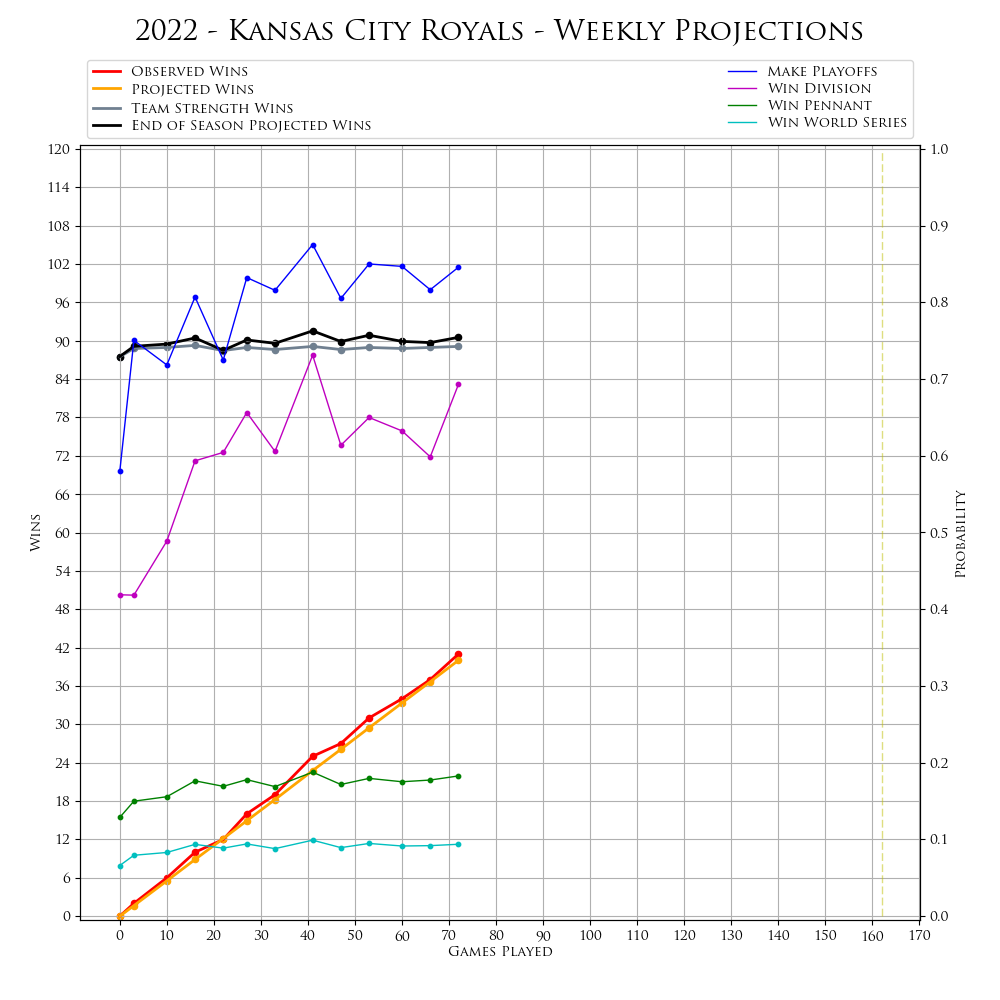 2022 - Kansas City Royals - Weekly Projections
Observed Wins
Projected Wins
Team Strength Wins
End of Season Projected Wins
Make Playoffs
Win Division
Win Pennant
Win World Series
120
114
108
102
96
90
84
78
72
66
60
54
48
42
36
30
24
18
12
6
0
Wins
1.0
0.9
0.8
0.7
0.6
0.5
0.4
0.3
0.2
0.1
0.0
Probability
0 10 20 30 40 50 60 70 80 90 100 110 120 130 140 150 160 170
Games Played